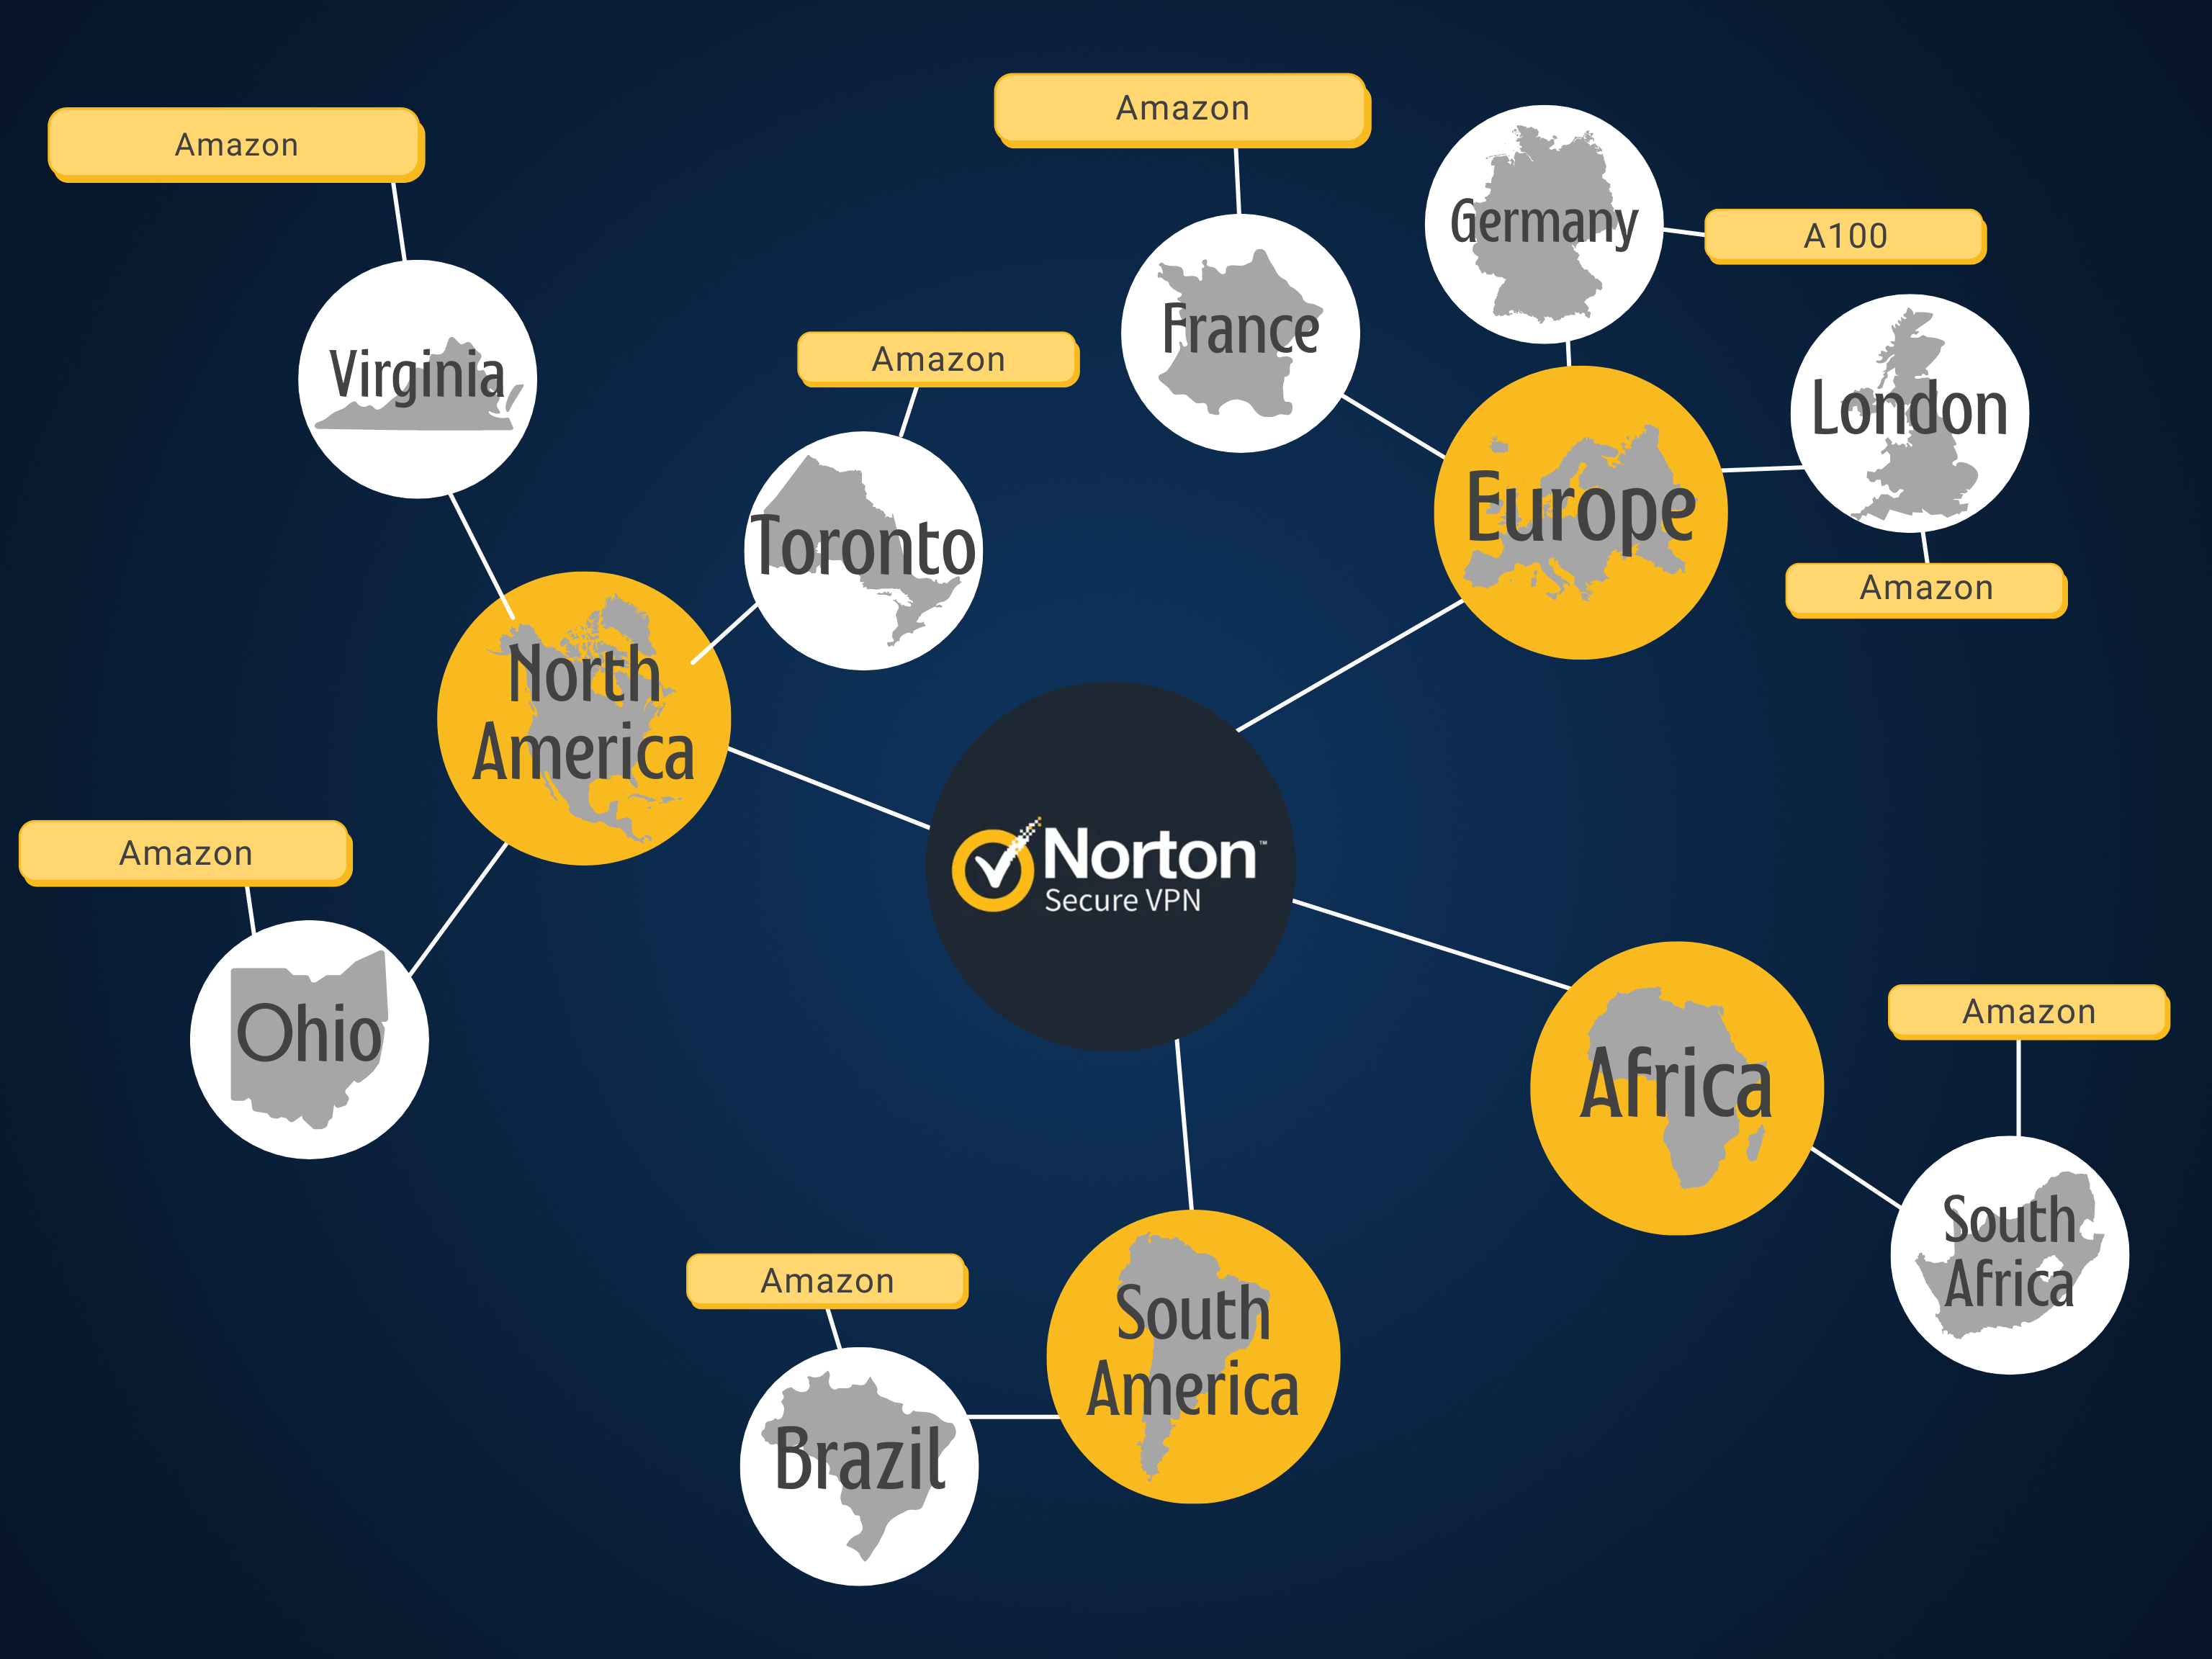 Amazon
Amazon
Germany
A100
France
Virginia
Amazon
London
Toronto
Europe
Amazon
North
America
Amazon
Norton™
Secure VPN
Ohio
Amazon
Africa
South
Africa
Amazon
South
America
Brazil